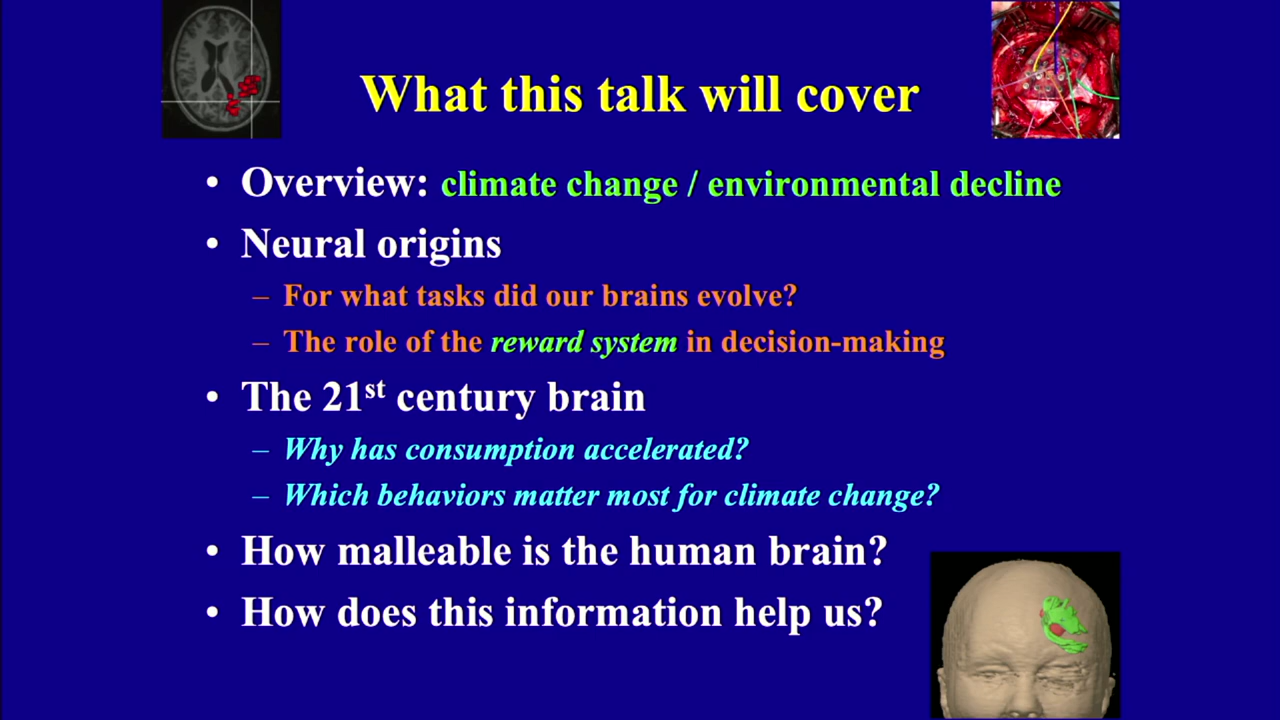 What this talk will cover
• Overview: climate change / environmental decline
• Neural origins
– For what tasks did our brains evolve?
– The role of the reward system in decision-making
• The 21st century brain
– Why has consumption accelerated?
– Which behaviors matter most for climate change?
• How malleable is the human brain?
• How does this information help us?